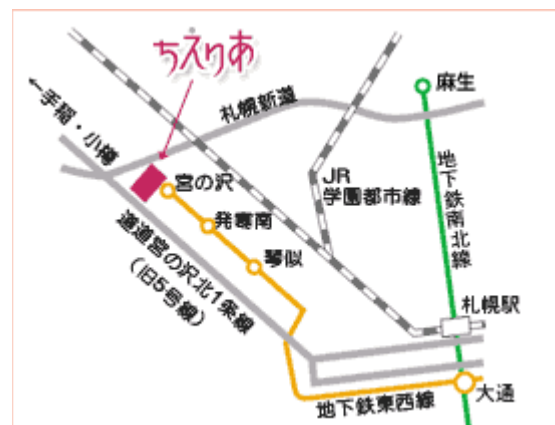 ちえりあ
麻生
←手稲・小樽
札幌新道
宮の沢
JR
学園都市線
地下鉄南北線
発寒南
琴似
道道宮の沢北1条線
(旧5号線)
札幌駅
大通
地下鉄東西線